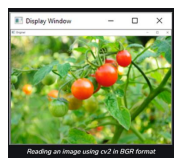 Display Window
Reading an image using cv2 in BGR format